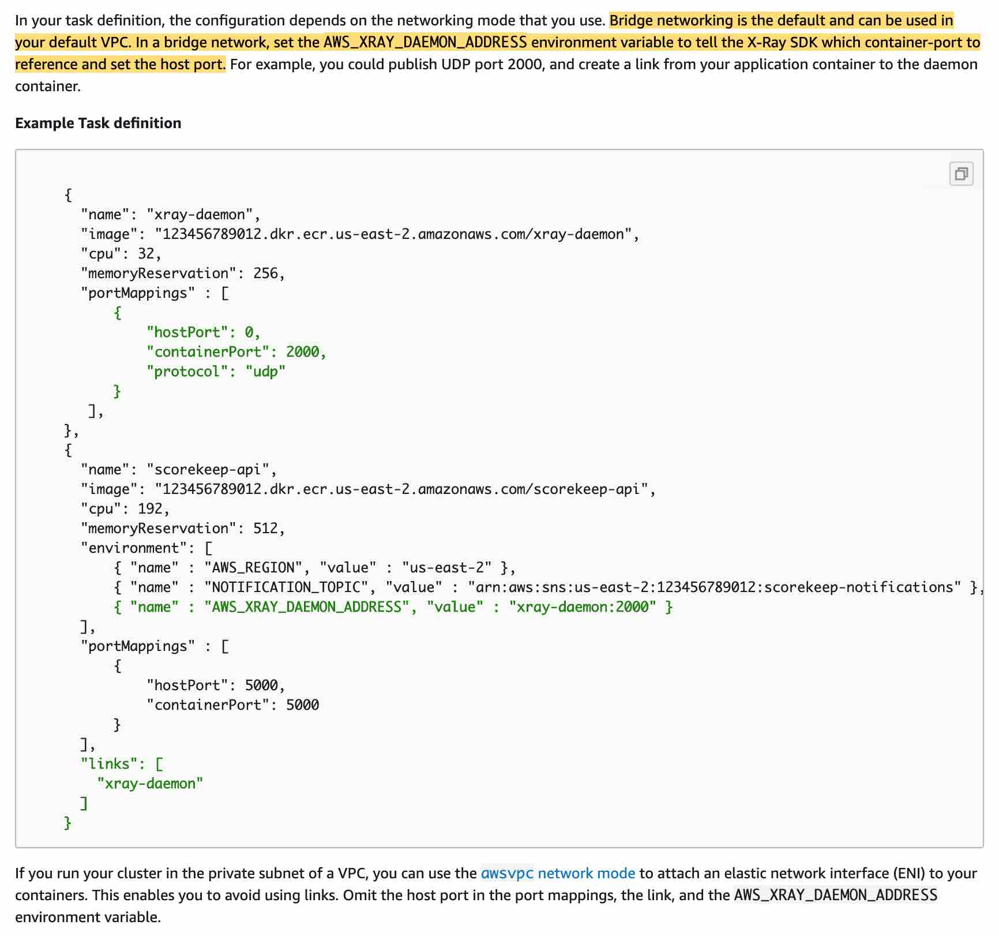 In your task definition, the configuration depends on the networking mode that you use. Bridge networking is the default and can be used in
your default VPC. In a bridge network, set the AWS_XRAY_DAEMON_ADDRESS environment variable to tell the X-Ray SDK which container-port to
reference and set the host port. For example, you could publish UDP port 2000, and create a link from your application container to the daemon
container.
Example Task definition
{
"name": "xray-daemon",
"image": "123456789012.dkr.ecr.us-east-2.amazonaws.com/xray-daemon",
"cpu": 32,
"memoryReservation": 256,
"portMappings" : [
{
"hostPort": 0,
"containerPort": 2000,
"protocol": "udp"
}
],
},
{
"name": "scorekeep-api",
"image": "123456789012.dkr.ecr.us-east-2.amazonaws.com/scorekeep-api",
"cpu": 192,
"memoryReservation": 512,
"environment": [
{ "name" : "AWS_REGION", "value" : "us-east-2" },
{ "name" : "NOTIFICATION_TOPIC", "value" : "arn:aws:sns:us-east-2:123456789012:scorekeep-notifications" },
{ "name" : "AWS_XRAY_DAEMON_ADDRESS", "value" : "xray-daemon:2000" }
],
"portMappings" : [
{
"hostPort": 5000,
"containerPort": 5000
}
],
"links": [
"xray-daemon"
]
}
If you run your cluster in the private subnet of a VPC, you can use the awsvpc network mode to attach an elastic network interface (ENI) to your
containers. This enables you to avoid using links. Omit the host port in the port mappings, the link, and the AWS_XRAY_DAEMON_ADDRESS
environment variable.